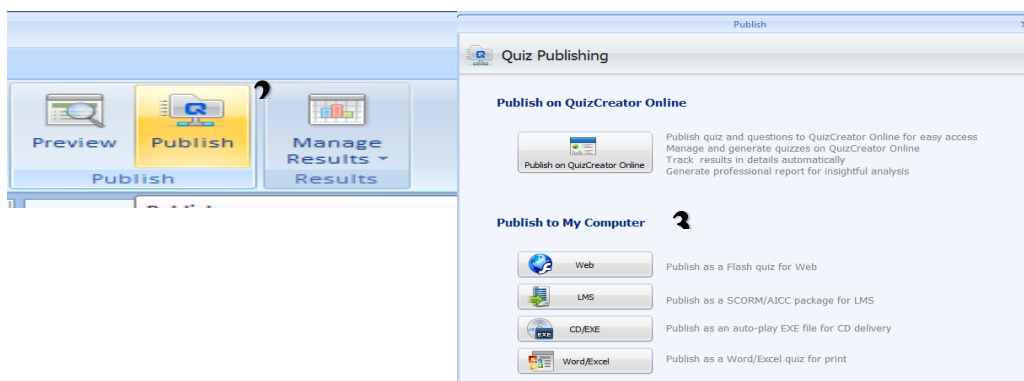 Preview
Publish
Manage
Results
Publish
Results
2
Publish
Quiz Publishing
Publish on QuizCreator Online
Publish on QuizCreator Online
Publish quiz and questions to QuizCreator Online for easy access
Manage and generate quizzes on QuizCreator Online
Track results in details automatically
Generate professional report for insightful analysis
Publish to My Computer
3
Web
Publish as a Flash quiz for Web
LMS
Publish as a SCORM/AICC package for LMS
CD/EXE
Publish as an auto-play EXE file for CD delivery
Word/Excel
Publish as a Word/Excel quiz for print